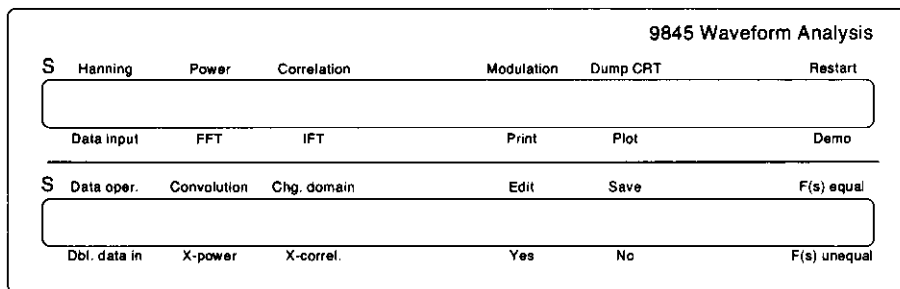 9845 Waveform Analysis
S Hanning Power Correlation Modulation Dump CRT Restart
Data input FFT IFT Print Plot Demo
S Data oper. Convolution Chg. domain Edit Save F(s) equal
Dbl. data in X-power X-correl. Yes No F(s) unequal